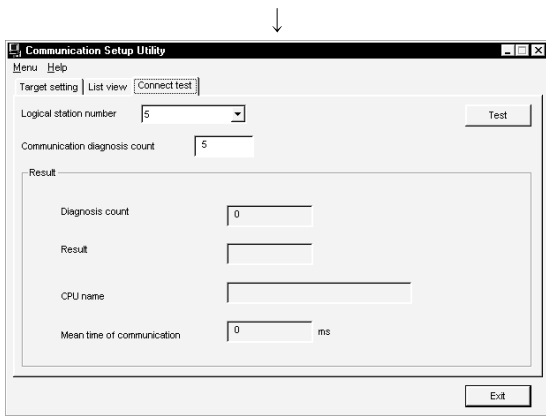 ↓
Communication Setup Utility
Menu Help
Target setting List view Connect test
Logical station number 5 Test
Communication diagnosis count 5
Result
Diagnosis count 0
Result
CPU name
Mean time of communication 0 ms
Exit